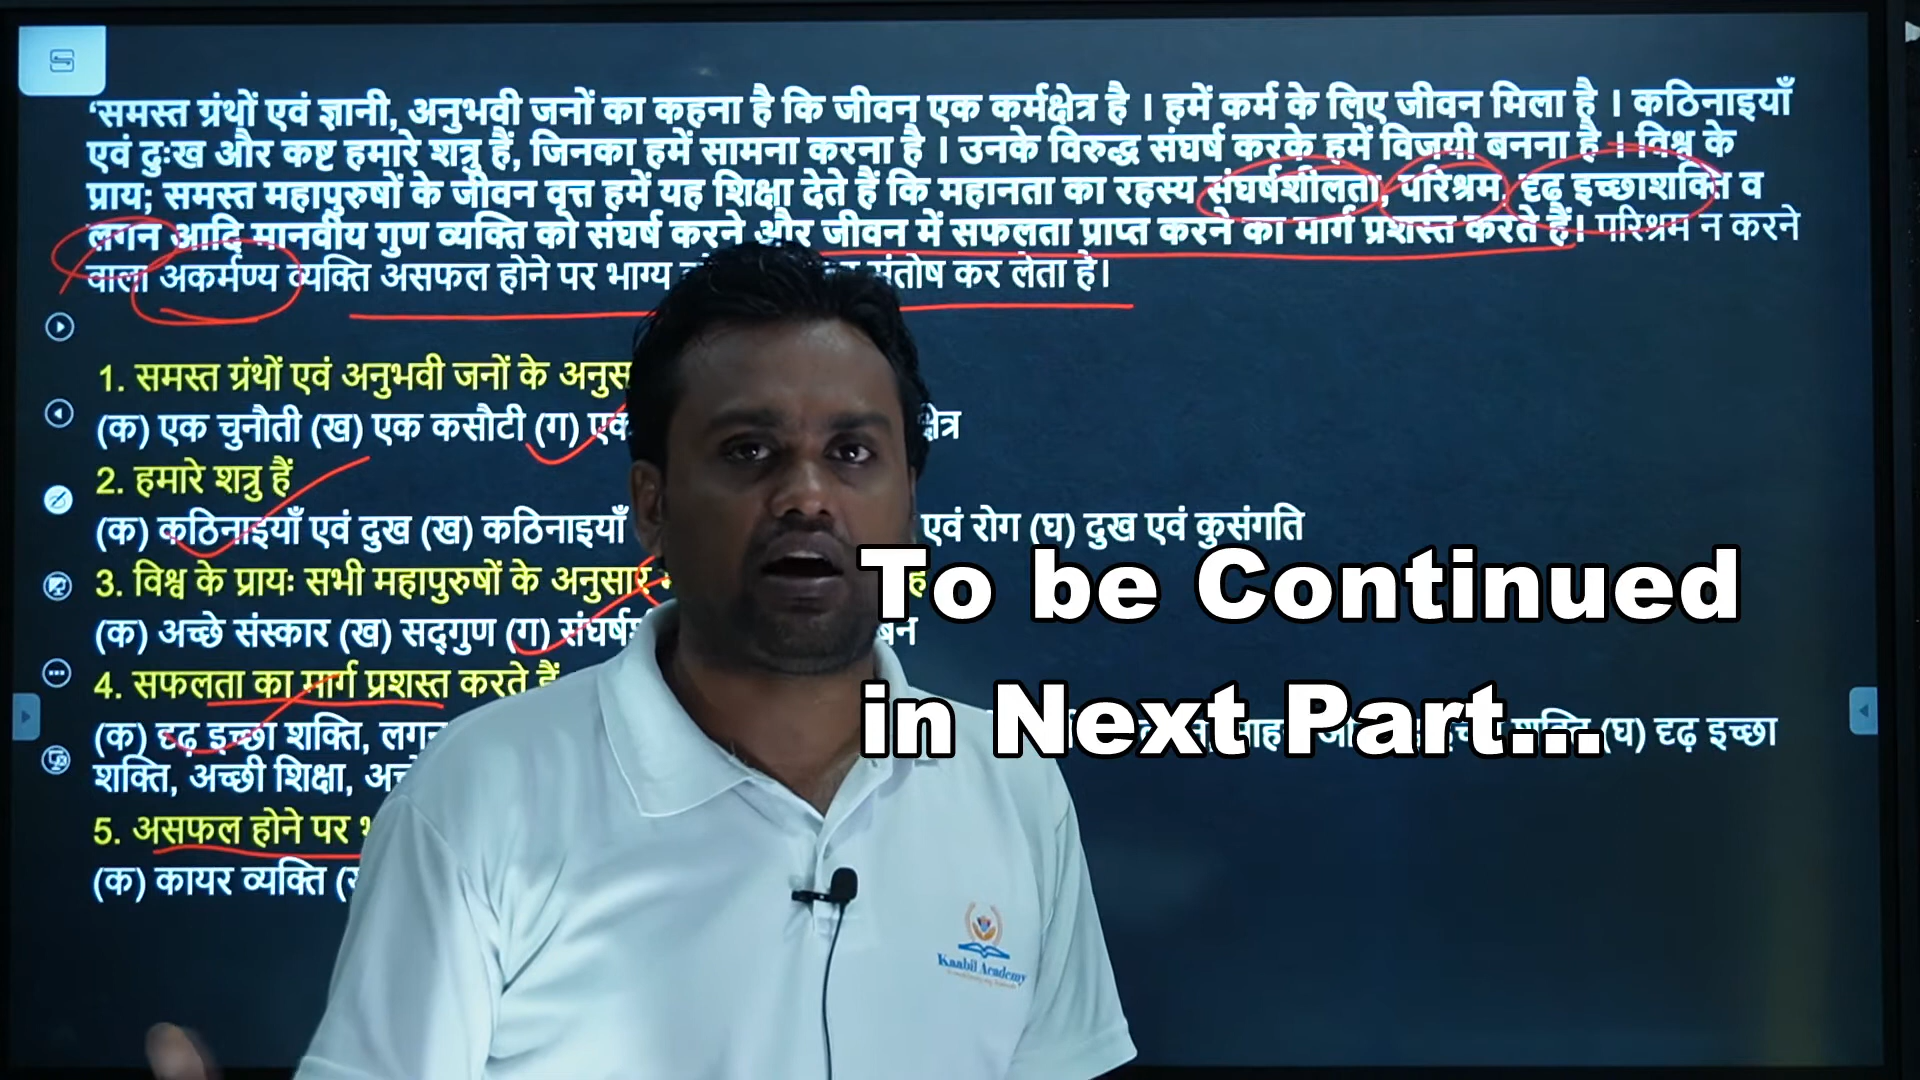 ‘समस्त ग्रंथों एवं ज्ञानी, अनुभवी जनों का कहना है कि जीवन एक कर्मक्षेत्र है । हमें कर्म के लिए जीवन मिला है । कठिनाइयाँ
एवं दुःख और कष्ट हमारे शत्रु हैं, जिनका हमें सामना करना है । उनके विरुद्ध संघर्ष करके हमें विजयी बनना है । विश्व के
प्राय; समस्त महापुरुषों के जीवन वृत्त हमें यह शिक्षा देते हैं कि महानता का रहस्य संघर्षशीलता, परिश्रम, दृढ़ इच्छाशक्ति व
लगन आदि मानवीय गुण व्यक्ति को संघर्ष करने और जीवन में सफलता प्राप्त करने का मार्ग प्रशस्त करते हैं। परिश्रम न करने
वाला अकर्मण्य व्यक्ति असफल होने पर भाग्य संतोष कर लेता है।
1. समस्त ग्रंथों एवं अनुभवी जनों के
(क) एक चुनौती (ख) एक कसौटी (ग) एक
2. हमारे शत्रु हैं
(क) कठिनाइयाँ एवं दुख (ख) कठिनाइयाँ एवं रोग (घ) दुख एवं कुसंगति
3. विश्व के प्रायः सभी महापुरुषों के अनुसार
(क) अच्छे संस्कार (ख) सद्गुण (ग)
4. सफलता का मार्ग प्रशस्त करते हैं
(क) दृढ़ इच्छा शक्ति, (घ) दृढ़ इच्छा
शक्ति, अच्छी शिक्षा,
5. असफल होने पर
(क) कायर व्यक्ति
To be Continued
in Next Part...
Kaabil Academy